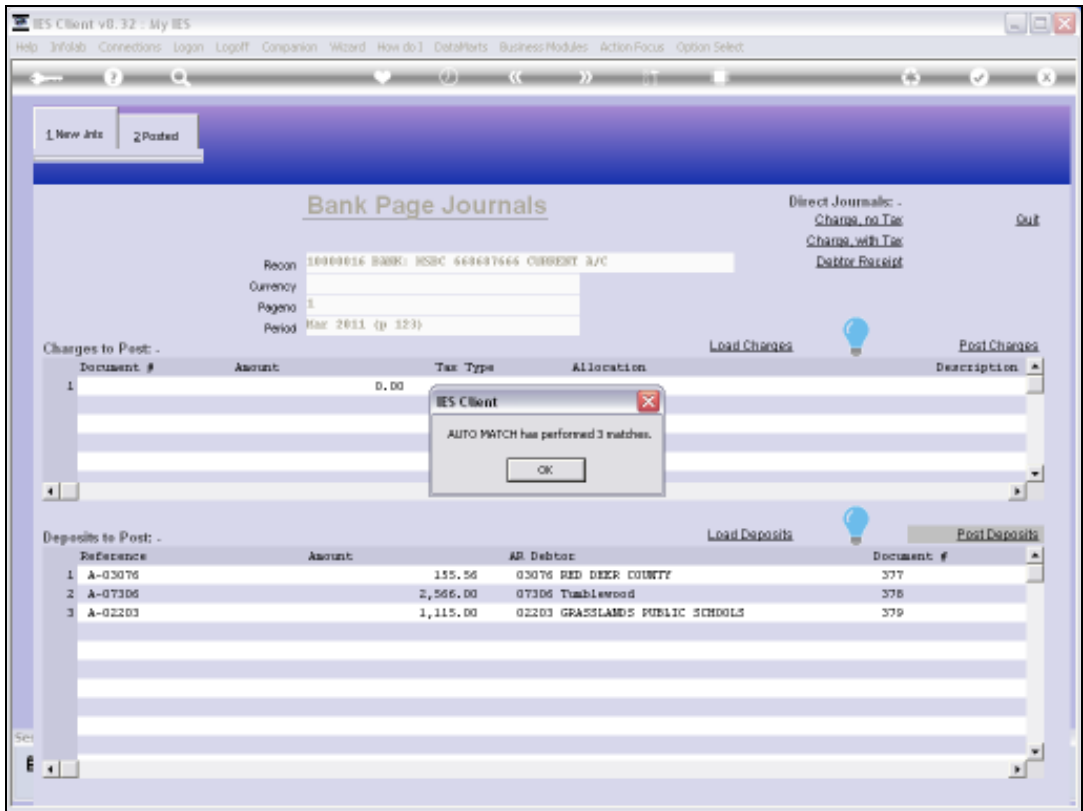 IES Client v8.32 : My IES
Help Infolab Connections Logon Logoff Companion Wizard How do I DataMarts Business Modules Action Focus Option Select
1 New Jnls 2 Posted
Bank Page Journals
Direct Journals: -
Charge, no Tax
Quit
Charge, with Tax
Debtor Receipt
Recon 10000016 BANK: HSBC 668687666 CURRENT A/C
Currency
Pageno 1
Period Mar 2011 (p 123)
Charges to Post: - Load Charges Post Charges
Document # Amount Tax Type Allocation Description
1 0.00
IES Client
AUTO MATCH has performed 3 matches.
OK
Deposits to Post: - Load Deposits Post Deposits
Reference Amount AR Debtor Document #
1 A-03076 155.56 03076 RED DEER COUNTY 377
2 A-07306 2,566.00 07306 Tumblewood 378
3 A-02203 1,115.00 02203 GRASSLANDS PUBLIC SCHOOLS 379